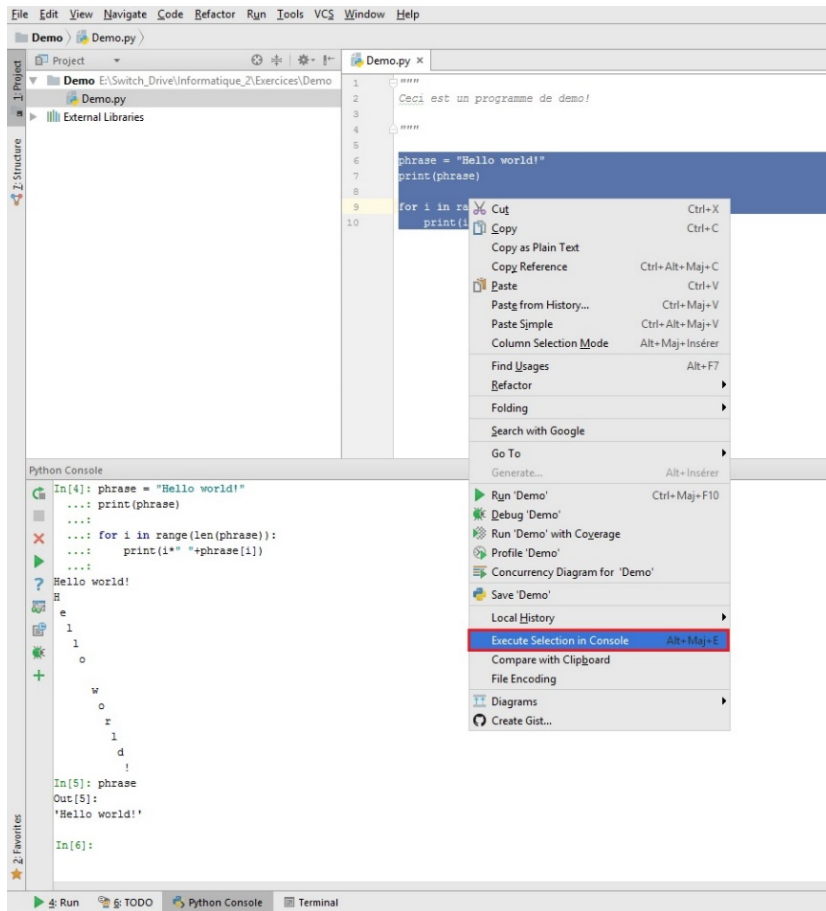 File Edit View Navigate Code Refactor Run Tools VCS Window Help
Demo Demo.py
1: Project
Z: Structure
2: Favorites
Project
Demo E:\Switch_Drive\Informatique_2\Exercices\Demo
Demo.py
External Libraries
Demo.py ×
1 """
2 Ceci est un programme de demo!
3
4 """
5
6 phrase = "Hello world!"
7 print(phrase)
8
9 for i in ra
10 print(i
Cut Ctrl+X
Copy Ctrl+C
Copy as Plain Text
Copy Reference Ctrl+Alt+Maj+C
Paste Ctrl+V
Paste from History... Ctrl+Maj+V
Paste Simple Ctrl+Alt+Maj+V
Column Selection Mode Alt+Maj+Insérer
Find Usages Alt+F7
Refactor
Folding
Search with Google
Go To
Generate... Alt+Insérer
Run 'Demo' Ctrl+Maj+F10
Debug 'Demo'
Run 'Demo' with Coverage
Profile 'Demo'
Concurrency Diagram for 'Demo'
Save 'Demo'
Local History
Execute Selection in Console Alt+Maj+E
Compare with Clipboard
File Encoding
Diagrams
Create Gist...
Python Console
In[4]: phrase = "Hello world!"
...: print(phrase)
...:
...: for i in range(len(phrase)):
...:     print(i*" "+phrase[i])
...:
Hello world!
H
e
l
l
o
w
o
r
l
d
!
In[5]: phrase
Out[5]:
'Hello world!'
In[6]:
4: Run 6: TODO Python Console Terminal